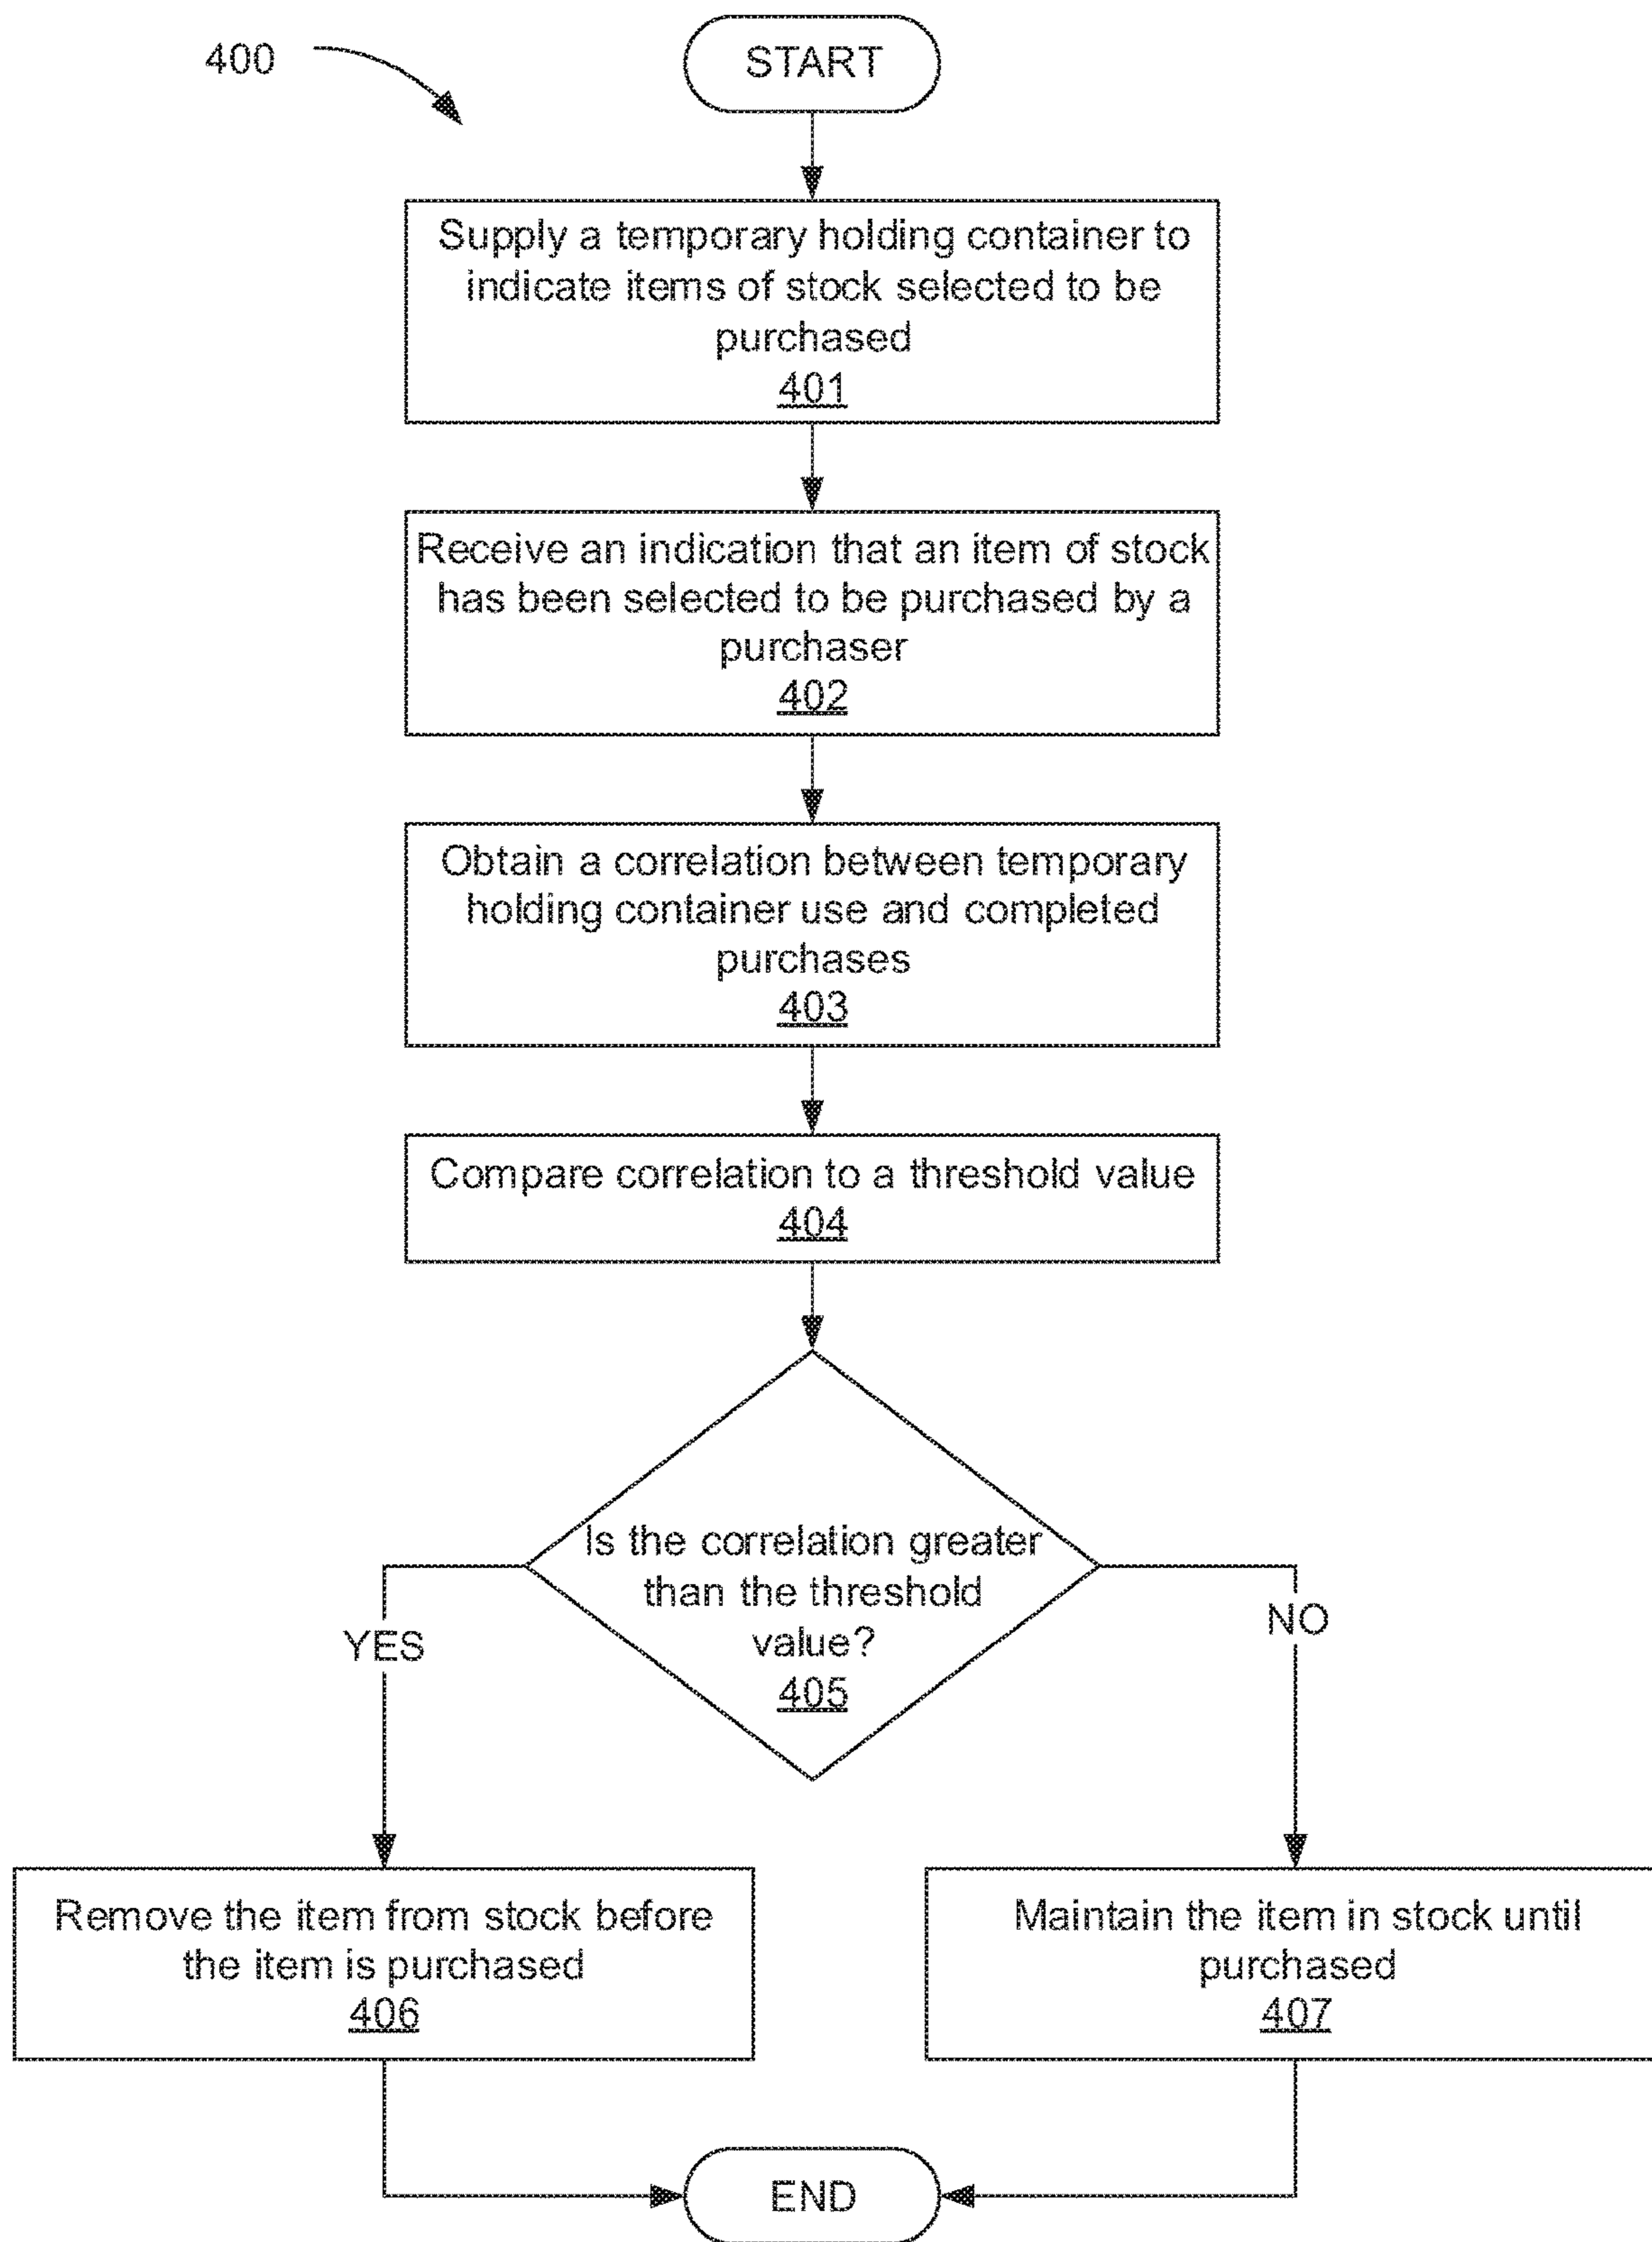 400
START
Supply a temporary holding container to
indicate items of stock selected to be
purchased
401
Receive an indication that an item of stock
has been selected to be purchased by a
purchaser
402
Obtain a correlation between temporary
holding container use and completed
purchases
403
Compare correlation to a threshold value
404
Is the correlation greater
than the threshold
value?
405
YES
NO
Remove the item from stock before
the item is purchased
406
Maintain the item in stock until
purchased
407
END